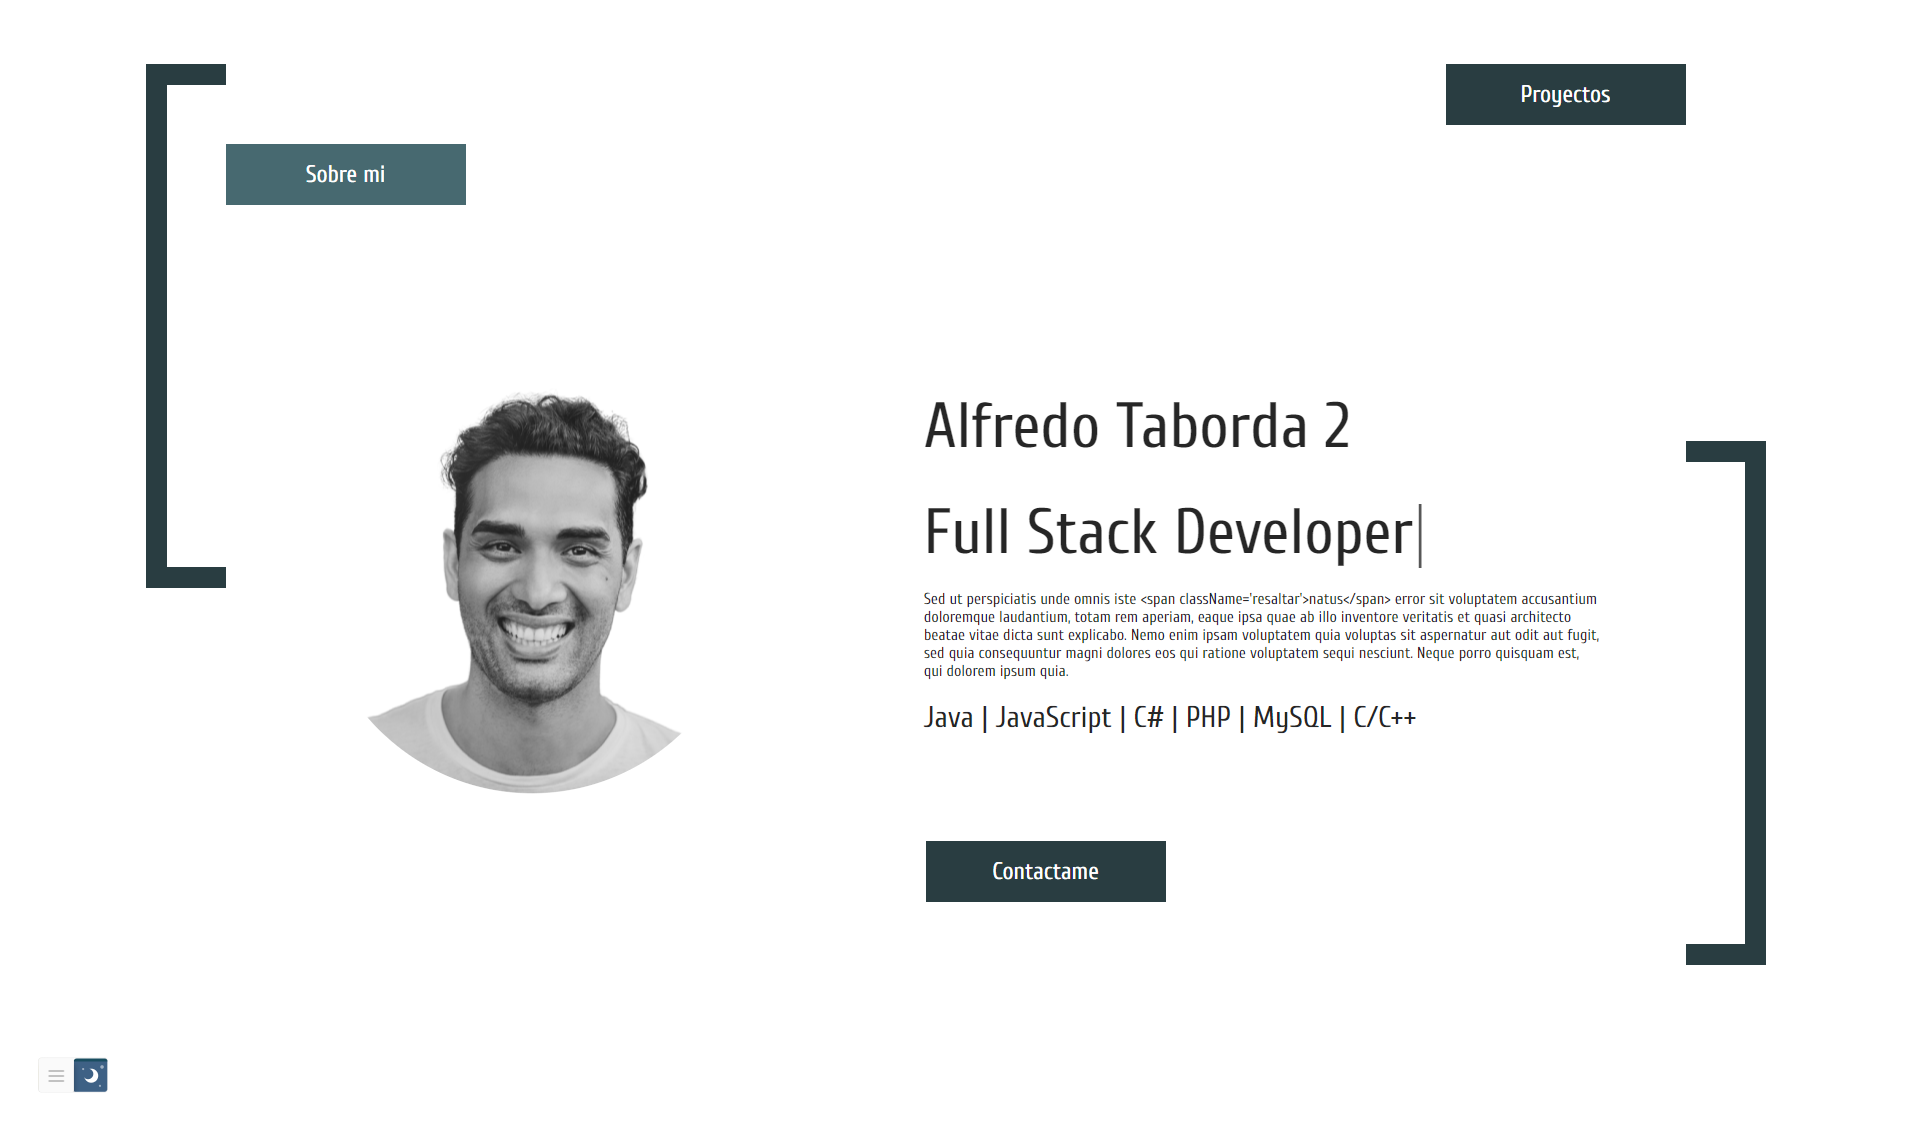 Proyectos
Sobre mi
Alfredo Taborda 2
Full Stack Developer|
Sed ut perspiciatis unde omnis iste <span className='resaltar'>natus</span> error sit voluptatem accusantium
doloremque laudantium, totam rem aperiam, eaque ipsa quae ab illo inventore veritatis et quasi architecto
beatae vitae dicta sunt explicabo. Nemo enim ipsam voluptatem quia voluptas sit aspernatur aut odit aut fugit,
sed quia consequuntur magni dolores eos qui ratione voluptatem sequi nesciunt. Neque porro quisquam est,
qui dolorem ipsum quia.
Java | JavaScript | C# | PHP | MySQL | C/C++
Contactame